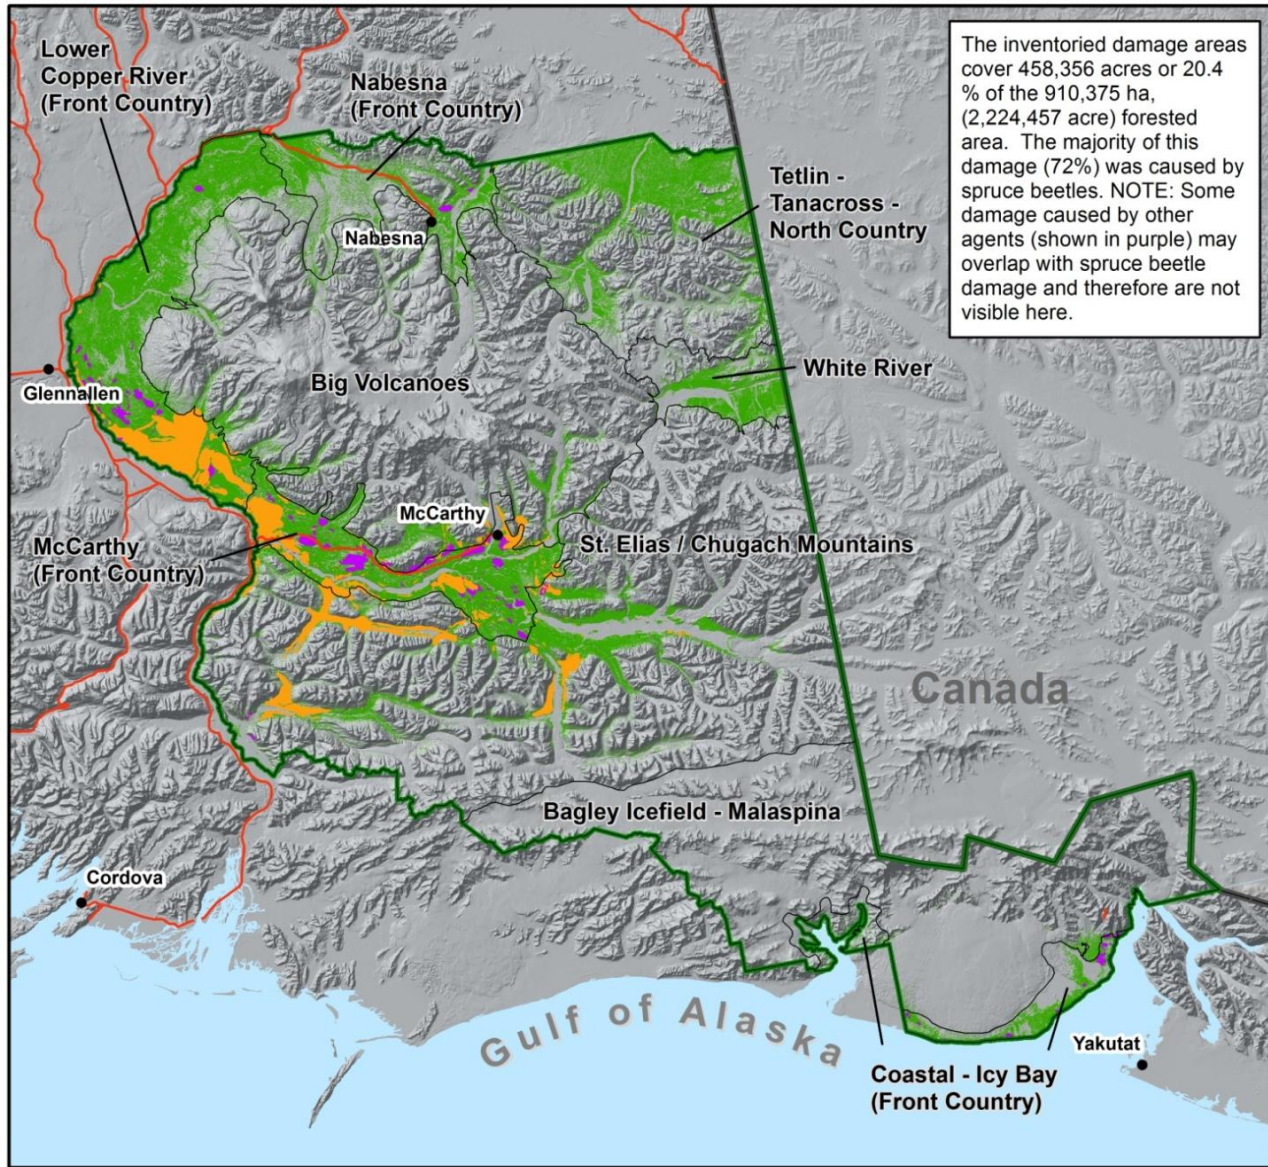 The inventoried damage areas
cover 458,356 acres or 20.4
% of the 910,375 ha,
(2,224,457 acre) forested
area. The majority of this
damage (72%) was caused by
spruce beetles. NOTE: Some
damage caused by other
agents (shown in purple) may
overlap with spruce beetle
damage and therefore are not
visible here.
Lower
Copper River
(Front Country)
Nabesna
(Front Country)
Tetlin -
Tanacross -
North Country
Nabesna
White River
Big Volcanoes
Glennallen
McCarthy
McCarthy
(Front Country)
St. Elias / Chugach Mountains
Canada
Bagley Icefield - Malaspina
Cordova
Gulf of Alaska
Yakutat
Coastal - Icy Bay
(Front Country)